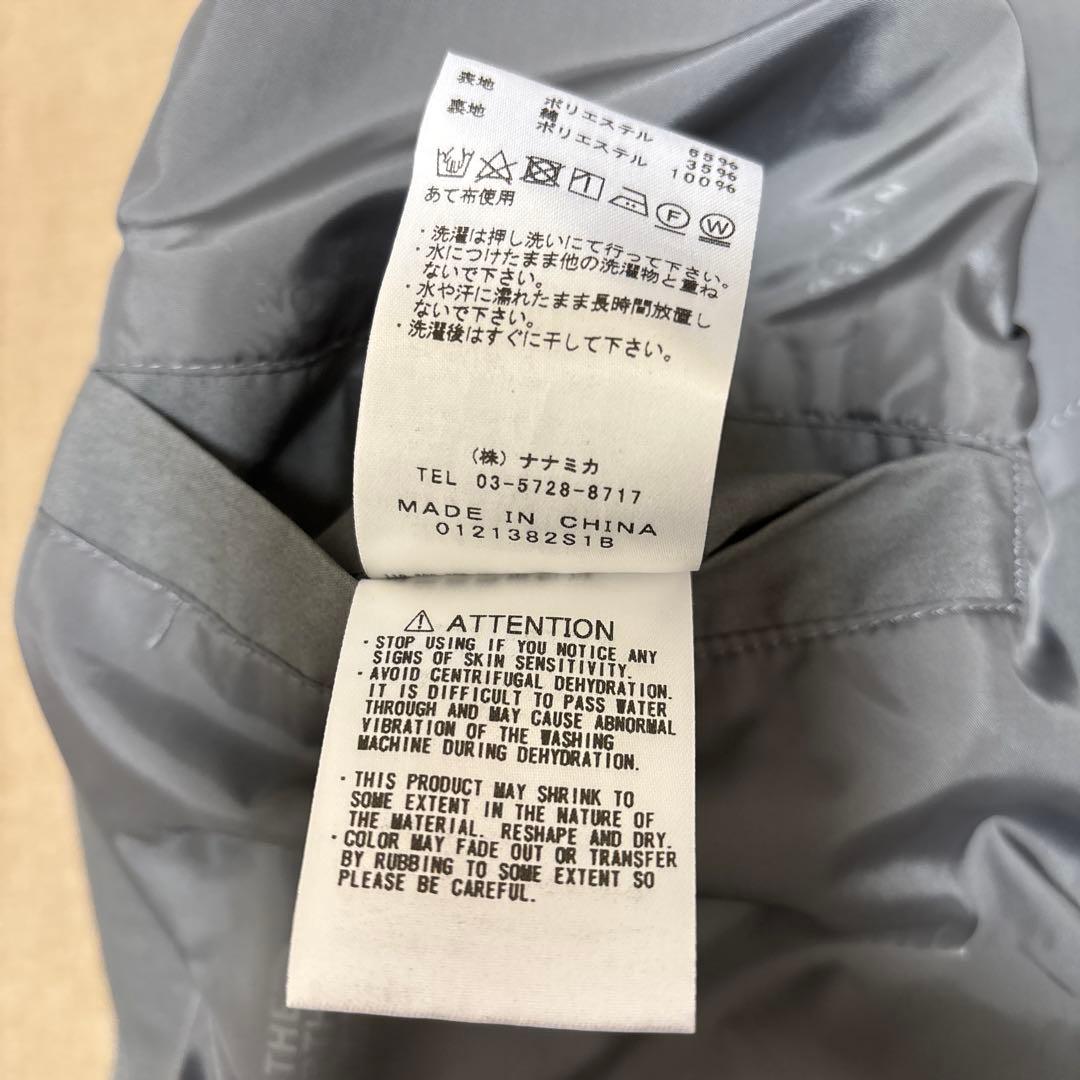 表地 ポリエステル 65%
綿 35%
裏地 ポリエステル 100%
1 F W
あて布使用
・洗濯は押し洗いにて行って下さい。
・水につけたまま他の洗濯物と重ね
ないで下さい。
・水や汗に濡れたまま長時間放置し
ないで下さい。
・洗濯後はすぐに干して下さい。
(株) ナナミカ
TEL 03-5728-8717
MADE IN CHINA
0121382S1B
ATTENTION
・STOP USING IF YOU NOTICE ANY
SIGNS OF SKIN SENSITIVITY.
・AVOID CENTRIFUGAL DEHYDRATION.
IT IS DIFFICULT TO PASS WATER
THROUGH AND MAY CAUSE ABNORMAL
VIBRATION OF THE WASHING
MACHINE DURING DEHYDRATION.
・THIS PRODUCT MAY SHRINK TO
SOME EXTENT IN THE NATURE OF
THE MATERIAL. RESHAPE AND DRY.
・COLOR MAY FADE OUT OR TRANSFER
BY RUBBING TO SOME EXTENT SO
PLEASE BE CAREFUL.
THE